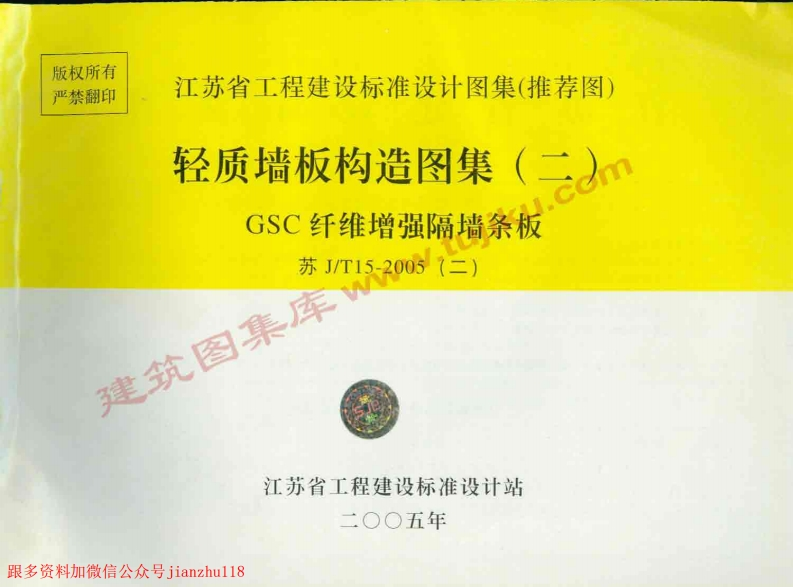 版权所有
严禁翻印
江苏省工程建设标准设计图集(推荐图)
轻质墙板构造图集(二)
GSC 纤维增强隔墙条板
苏 J/T15-2005(二)
建筑图集库 www.tujiku.com
SJB
江苏省工程建设标准设计站
二〇〇五年
跟多资料加微信公众号jianzhu118